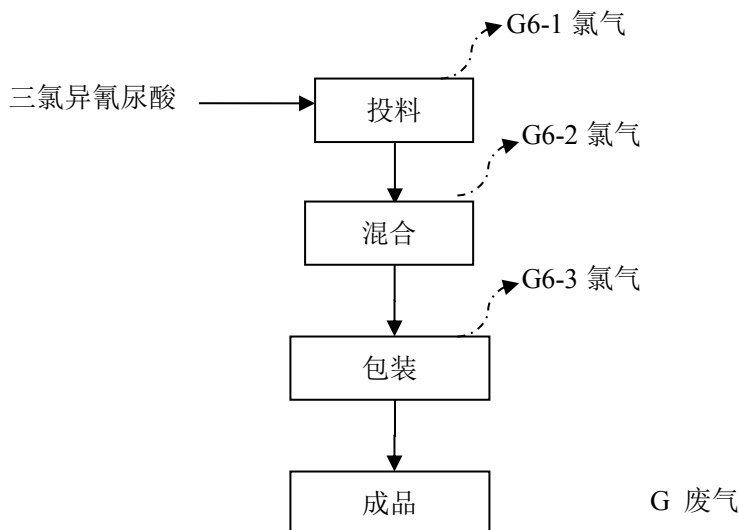 G6-1 氯气
三氯异氰尿酸
投料
G6-2 氯气
混合
G6-3 氯气
包装
成品
G 废气